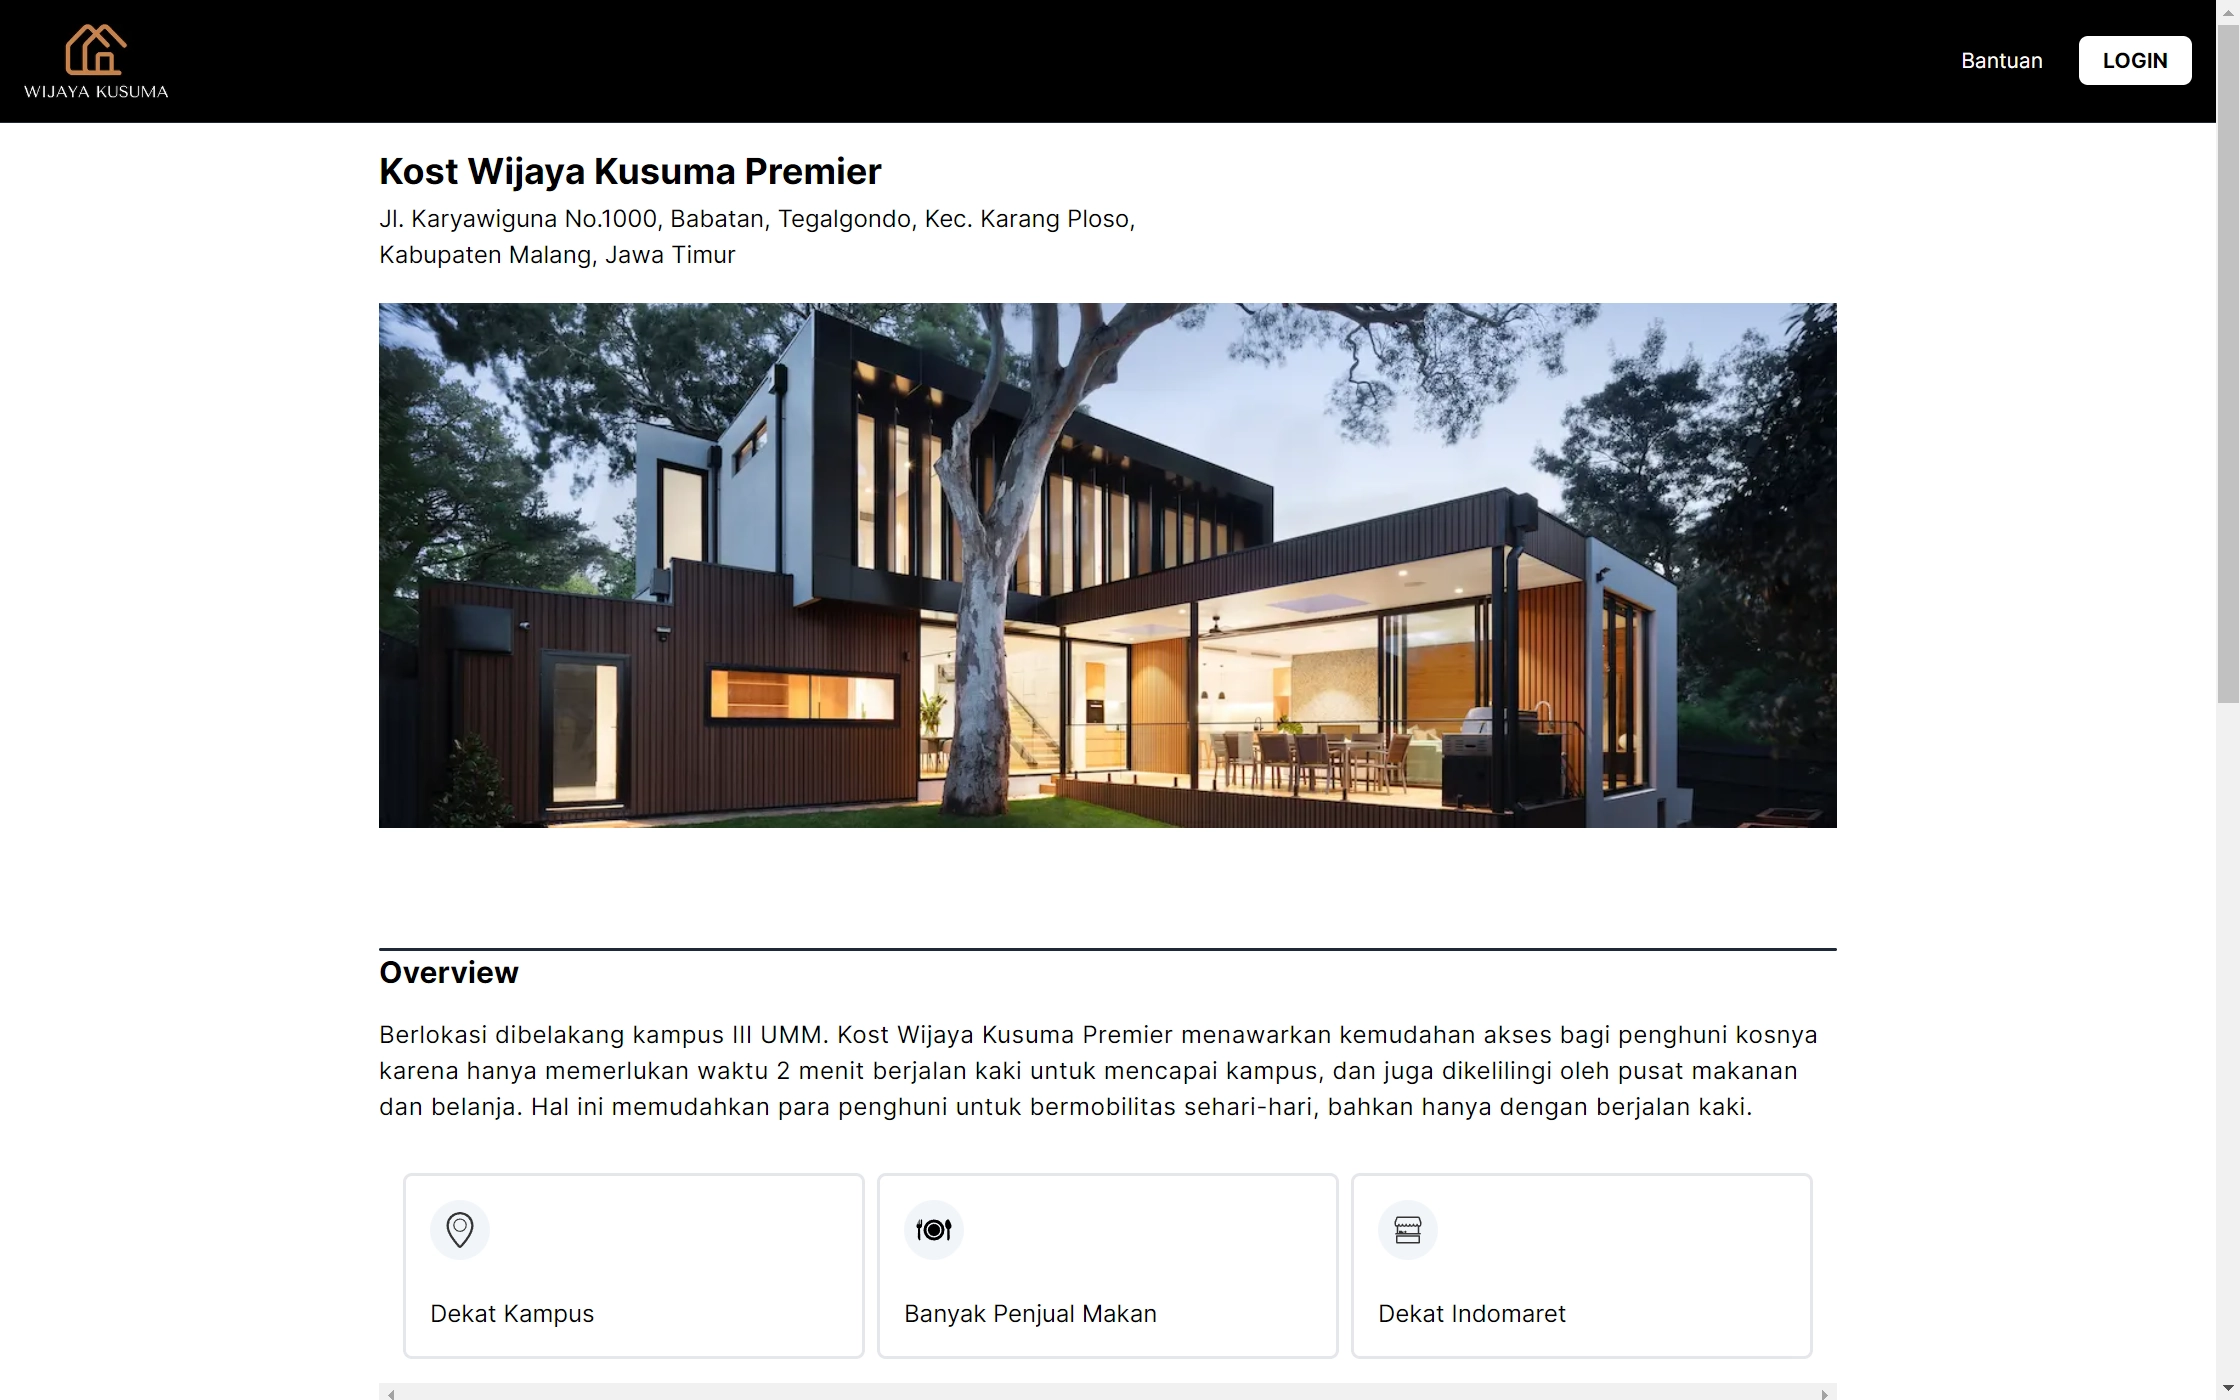 WIJAYA KUSUMA
Bantuan
LOGIN
Kost Wijaya Kusuma Premier
Jl. Karyawiguna No.1000, Babatan, Tegalgondo, Kec. Karang Ploso,
Kabupaten Malang, Jawa Timur
Overview
Berlokasi dibelakang kampus III UMM. Kost Wijaya Kusuma Premier menawarkan kemudahan akses bagi penghuni kosnya
karena hanya memerlukan waktu 2 menit berjalan kaki untuk mencapai kampus, dan juga dikelilingi oleh pusat makanan
dan belanja. Hal ini memudahkan para penghuni untuk bermobilitas sehari-hari, bahkan hanya dengan berjalan kaki.
Dekat Kampus
Banyak Penjual Makan
Dekat Indomaret